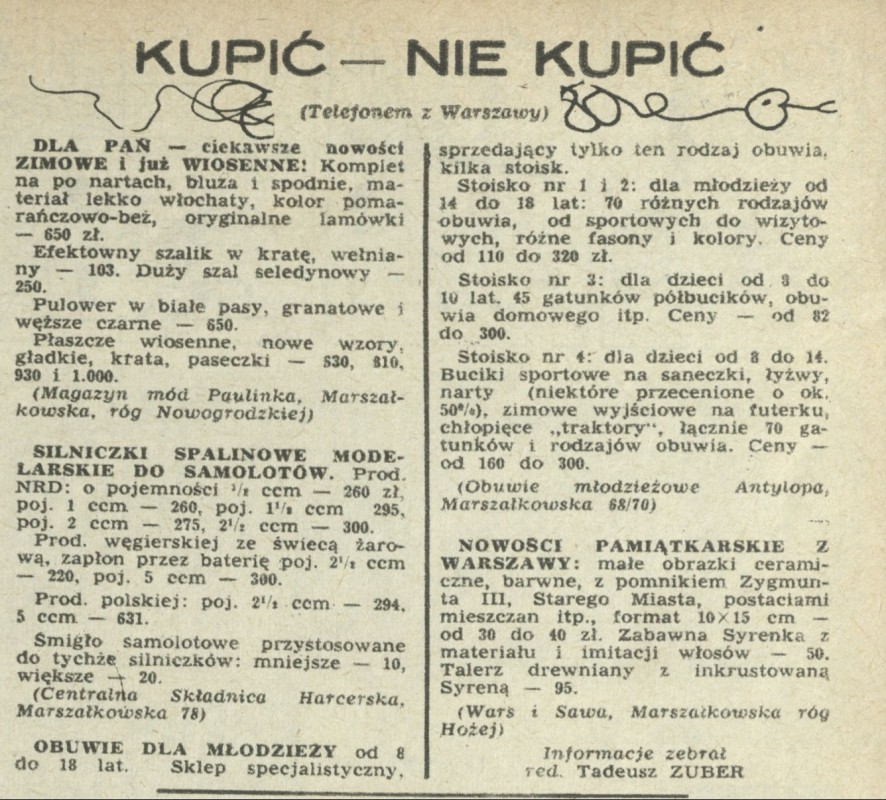 KUPIĆ — NIE KUPIĆ
(Telefonem z Warszawy)
DLA PAŃ — ciekawsze nowości
ZIMOWE i już WIOSENNE! Komplet
na po nartach, bluza i spodnie, ma-
teriał lekko włochaty, kolor poma-
rańczowo-beż, oryginalne lamówki
— 650 zł.
Efektowny szalik w kratę, wełnia-
ny — 103. Duży szal seledynowy —
250.
Pulower w białe pasy, granatowe i
węższe czarne — 650.
Płaszcze wiosenne, nowe wzory,
gładkie, krata, paseczki — 530, 810,
930 i 1.000.
(Magazyn mód Paulinka, Marszał-
kowska, róg Nowogrodzkiej)
SILNICZKI SPALINOWE MODE-
LARSKIE DO SAMOLOTÓW. Prod.
NRD: o pojemności ¹/₂ ccm — 260 zł,
poj. 1 ccm — 260, poj. 1¹/₂ ccm 295,
poj. 2 ccm — 275, 2¹/₂ ccm — 300.
Prod. węgierskiej ze świecą żaro-
wą, zapłon przez baterię poj. 2¹/₂ ccm
— 220, poj. 5 ccm — 300.
Prod. polskiej: poj. 2¹/₂ ccm — 294,
5 ccm — 631.
Śmigło samolotowe przystosowane
do tychże silniczków: mniejsze — 10,
większe — 20.
(Centralna Składnica Harcerska,
Marszałkowska 78)
OBUWIE DLA MŁODZIEŻY od 8
do 18 lat. Sklep specjalistyczny,
sprzedający tylko ten rodzaj obuwia,
kilka stoisk.
Stoisko nr 1 i 2: dla młodzieży od
14 do 18 lat: 70 różnych rodzajów
obuwia, od sportowych do wizyto-
wych, różne fasony i kolory. Ceny
od 110 do 320 zł.
Stoisko nr 3: dla dzieci od 8 do
10 lat. 45 gatunków półbucików, obu-
wia domowego itp. Ceny — od 82
do 300.
Stoisko nr 4: dla dzieci od 8 do 14.
Buciki sportowe na saneczki, łyżwy,
narty (niektóre przecenione o ok.
50%), zimowe wyjściowe na futerku,
chłopięce „traktory“, łącznie 70 ga-
tunków i rodzajów obuwia. Ceny —
od 160 do 300.
(Obuwie młodzieżowe Antylopa,
Marszałkowska 68/70)
NOWOŚCI PAMIĄTKARSKIE Z
WARSZAWY: małe obrazki cerami-
czne, barwne, z pomnikiem Zygmun-
ta III, Starego Miasta, postaciami
mieszczan itp., format 10×15 cm —
od 30 do 40 zł. Zabawna Syrenka z
materiału i imitacji włosów — 50.
Talerz drewniany z inkrustowaną
Syreną — 95.
(Wars i Sawa, Marszałkowska róg
Hożej)
Informacje zebrał
red. Tadeusz ZUBER